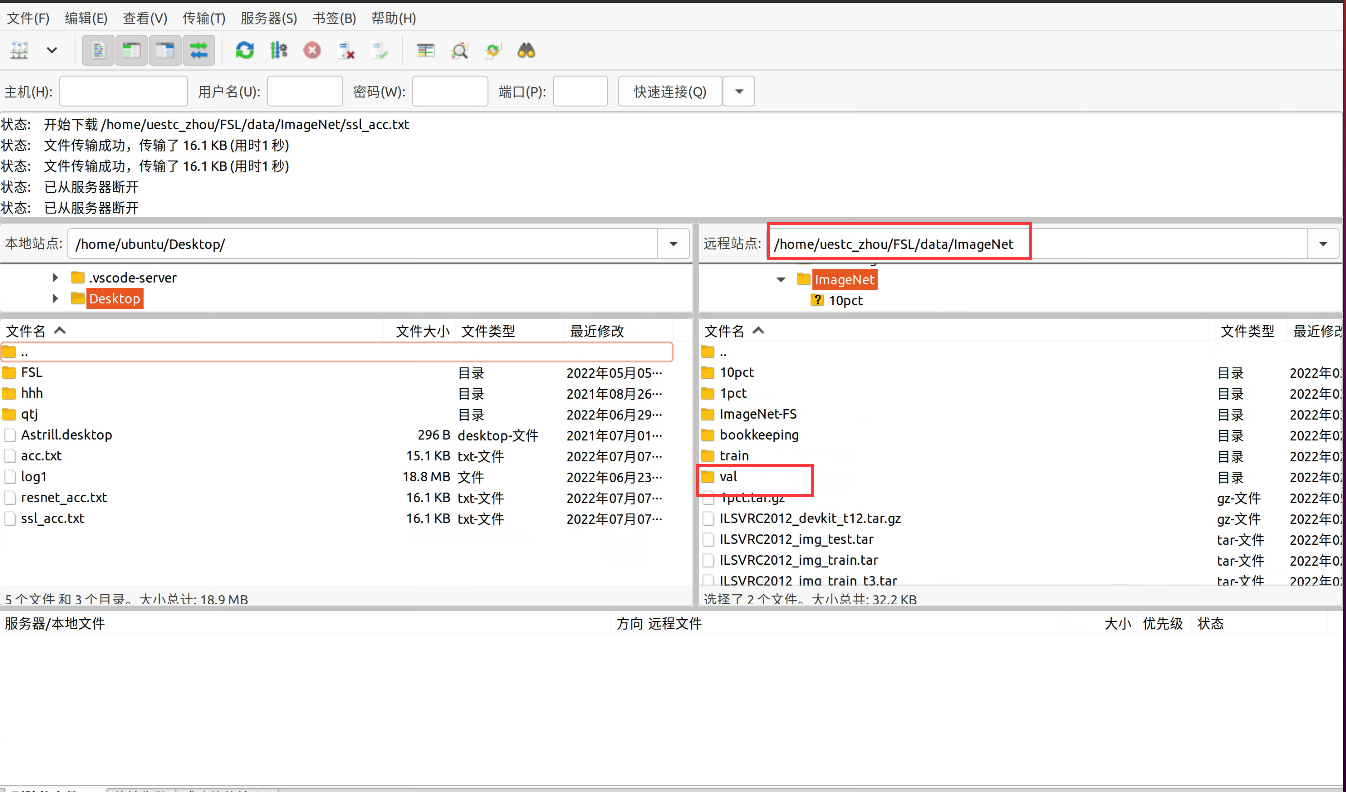 文件(F) 编辑(E) 查看(V) 传输(T) 服务器(S) 书签(B) 帮助(H)
主机(H): 用户名(U): 密码(W): 端口(P): 快速连接(Q)
状态: 开始下载 /home/uestc_zhou/FSL/data/ImageNet/ssl_acc.txt
状态: 文件传输成功，传输了 16.1 KB (用时1 秒)
状态: 文件传输成功，传输了 16.1 KB (用时1 秒)
状态: 已从服务器断开
状态: 已从服务器断开
本地站点: /home/ubuntu/Desktop/
.vscode-server
Desktop
文件名 文件大小 文件类型 最近修改
..
FSL 目录 2022年05月05…
hhh 目录 2021年08月26…
qtj 目录 2022年06月29…
Astrill.desktop 296 B desktop-文件 2021年07月01…
acc.txt 15.1 KB txt-文件 2022年07月07…
log1 18.8 MB 文件 2022年06月23…
resnet_acc.txt 16.1 KB txt-文件 2022年07月07…
ssl_acc.txt 16.1 KB txt-文件 2022年07月07…
5 个文件 和 3 个目录。大小总计: 18.9 MB
远程站点: /home/uestc_zhou/FSL/data/ImageNet
ImageNet
? 10pct
文件名 文件类型 最近修改
..
10pct 目录 2022年0
1pct 目录 2022年0
ImageNet-FS 目录 2022年0
bookkeeping 目录 2022年0
train 目录 2022年0
val 目录 2022年0
1pct.tar.gz gz-文件 2022年0
ILSVRC2012_devkit_t12.tar.gz gz-文件 2022年0
ILSVRC2012_img_test.tar tar-文件 2022年0
ILSVRC2012_img_train.tar tar-文件 2022年0
ILSVRC2012_img_train_t3.tar tar-文件 2022年0
选择了 2 个文件。大小总共: 32.2 KB
服务器/本地文件 方向 远程文件 大小 优先级 状态